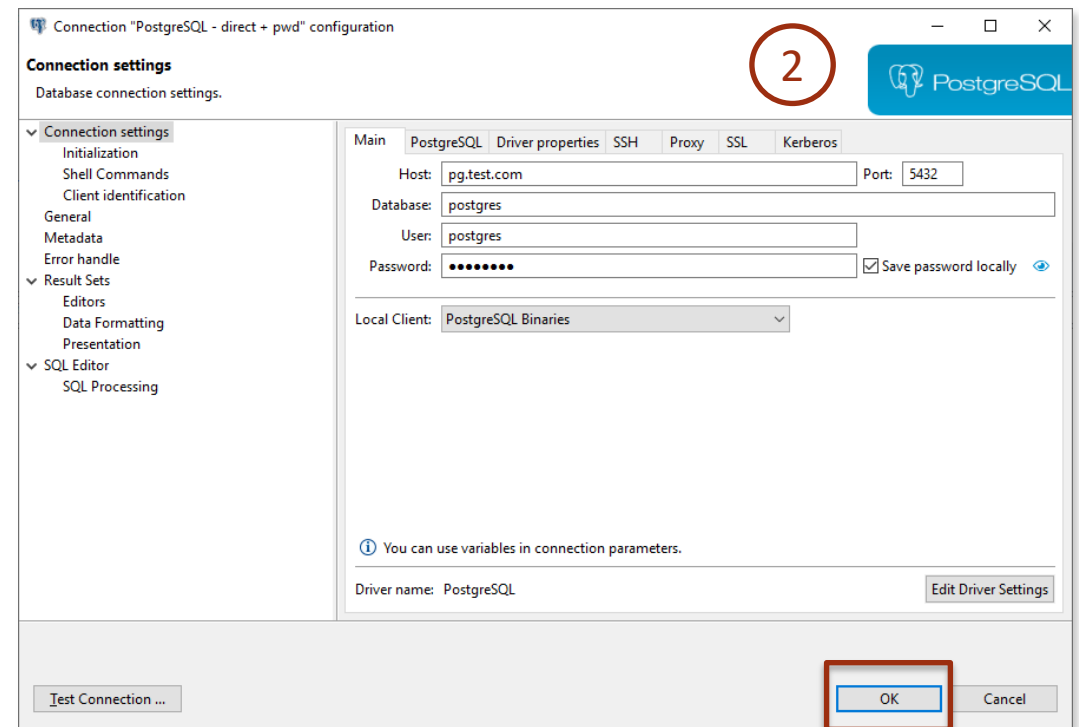 Connection "PostgreSQL - direct + pwd" configuration
Connection settings
Database connection settings.
2
PostgreSQL
Connection settings
Initialization
Shell Commands
Client identification
General
Metadata
Error handle
Result Sets
Editors
Data Formatting
Presentation
SQL Editor
SQL Processing
Main PostgreSQL Driver properties SSH Proxy SSL Kerberos
Host: pg.test.com Port: 5432
Database: postgres
User: postgres
Password: •••••••• Save password locally
Local Client: PostgreSQL Binaries
You can use variables in connection parameters.
Driver name: PostgreSQL Edit Driver Settings
Test Connection ... OK Cancel